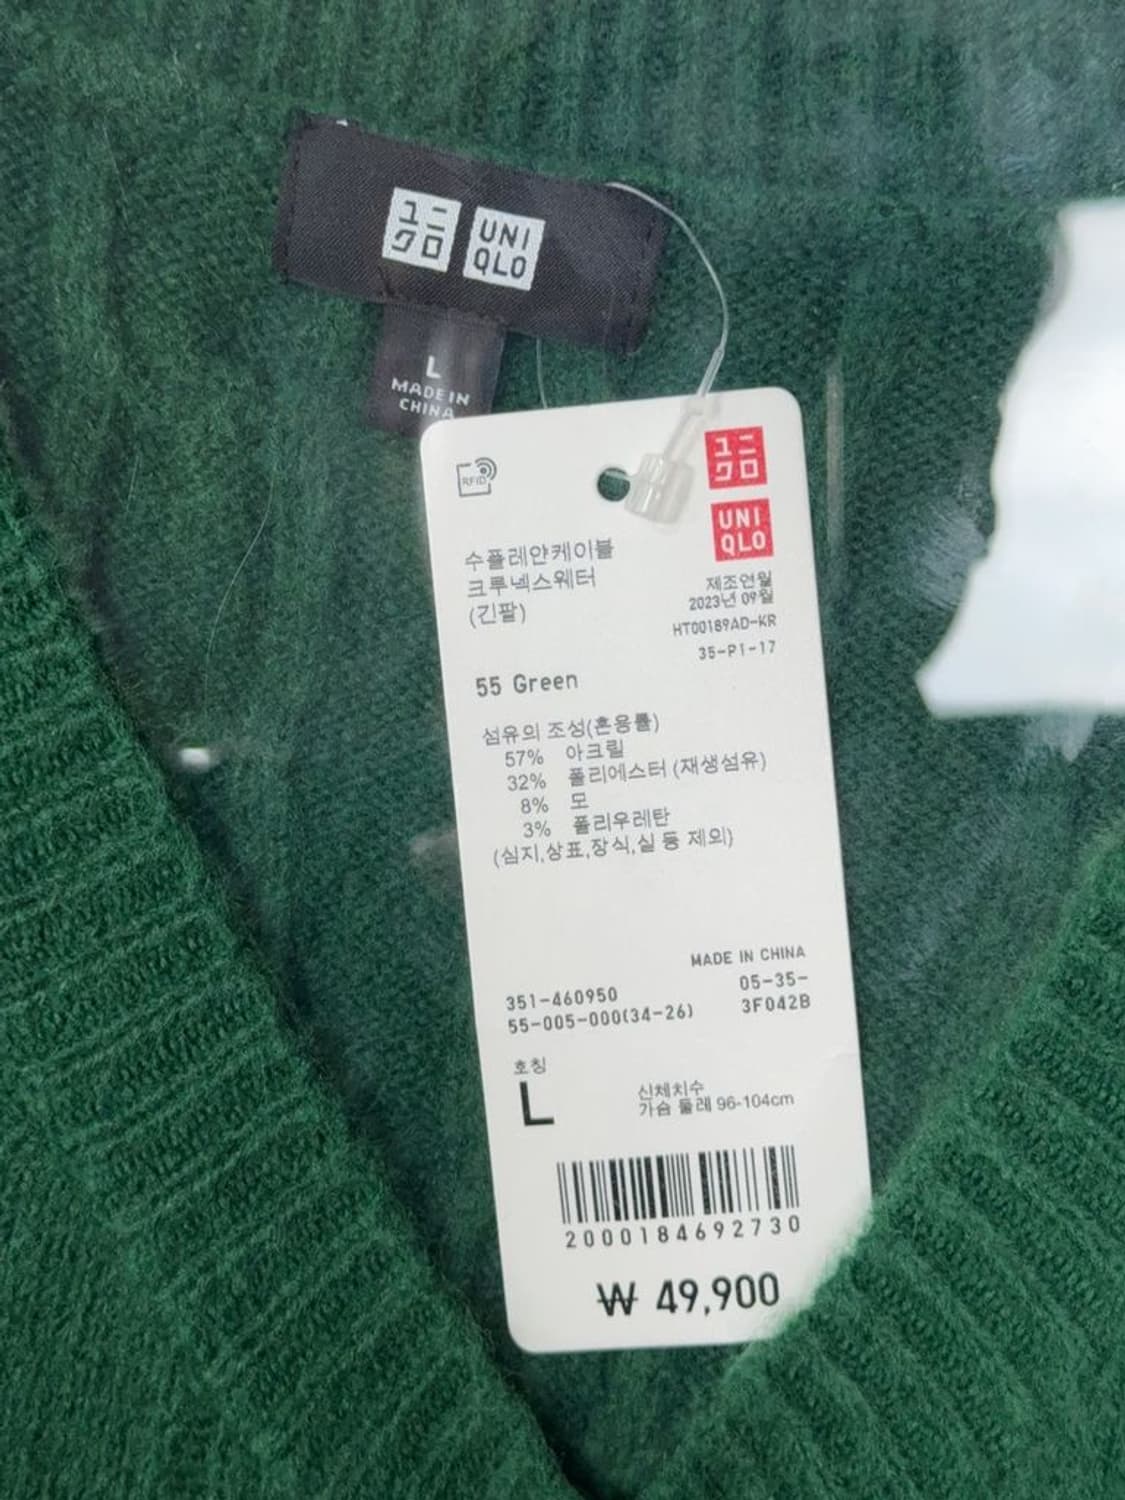 ユニ
クロ
UNI
QLO
L
MADE IN
CHINA
RFID
ユニ
クロ
UNI
QLO
수플레얀케이블
크루넥스웨터
(긴팔)
제조연월
2023년 09월
HT00189AD-KR
35-P1-17
55 Green
섬유의 조성(혼용률)
57% 아크릴
32% 폴리에스터 (재생섬유)
8% 모
3% 폴리우레탄
(심지,상표,장식,실 등 제외)
MADE IN CHINA
351-460950 05-35-
55-005-000(34-26) 3F042B
호칭
L
신체치수
가슴 둘레 96-104cm
2000184692730
₩ 49,900